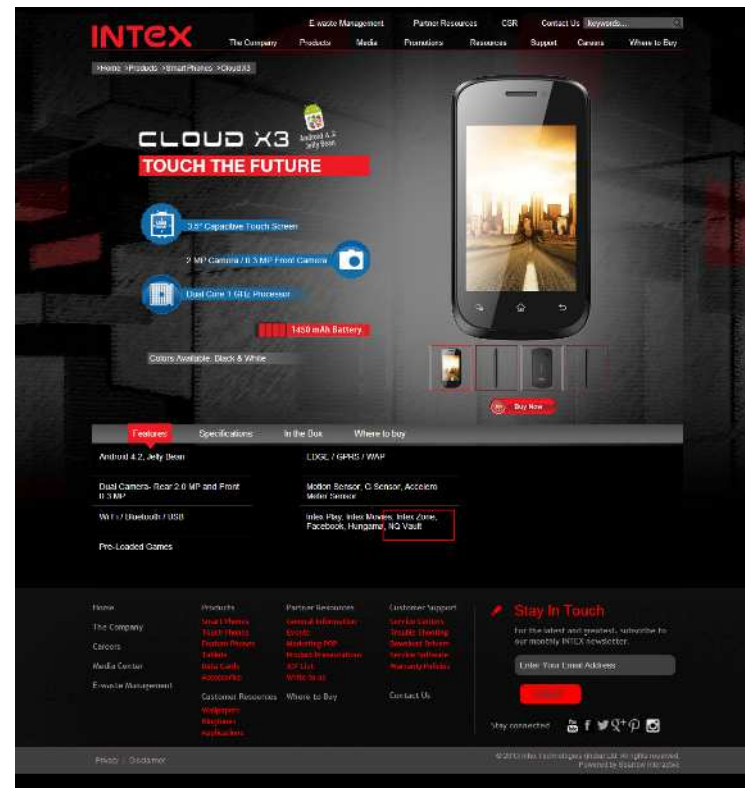 INTEX
E-waste Management Partner Resources CSR Contact Us keywords...
The Company Products Media Promotions Resources Support Careers Where to Buy
>Home >Products >Smart Phones >Cloud X3
Android 4.2
Jelly Bean
CLOUD X3
TOUCH THE FUTURE
3.5" Capacitive Touch Screen
2 MP Camera / 0.3 MP Front Camera
Dual Core 1 GHz Processor
1450 mAh Battery
Colors Available: Black & White
Buy Now
Features Specifications In the Box Where to buy
Android 4.2, Jelly Bean EDGE / GPRS / WAP
Dual Camera- Rear 2.0 MP and Front Motion Sensor, G-Sensor, Accelero
0.3 MP Meter Sensor
Wi Fi / Bluetooth / USB Intex Play, Intex Movies, Intex Zone,
Facebook, Hungama, NQ Vault
Pre-Loaded Games
Home Products Partner Resources Customer Support Stay In Touch
The Company Smart Phones General Information Service Centers For the latest and greatest, subscribe to
Touch Phones Events Trouble Shooting our monthly INTEX newsletter.
Careers Feature Phones Marketing POP Download Drivers
Tablets Product Presentations Service Software
Media Center Data Cards Warranty Policies Enter Your Email Address
Accessories Write to us
E-waste Management
Customer Resources Where to Buy Contact Us
Wallpapers
Ringtones
Applications
Stay connected
Privacy | Disclaimer